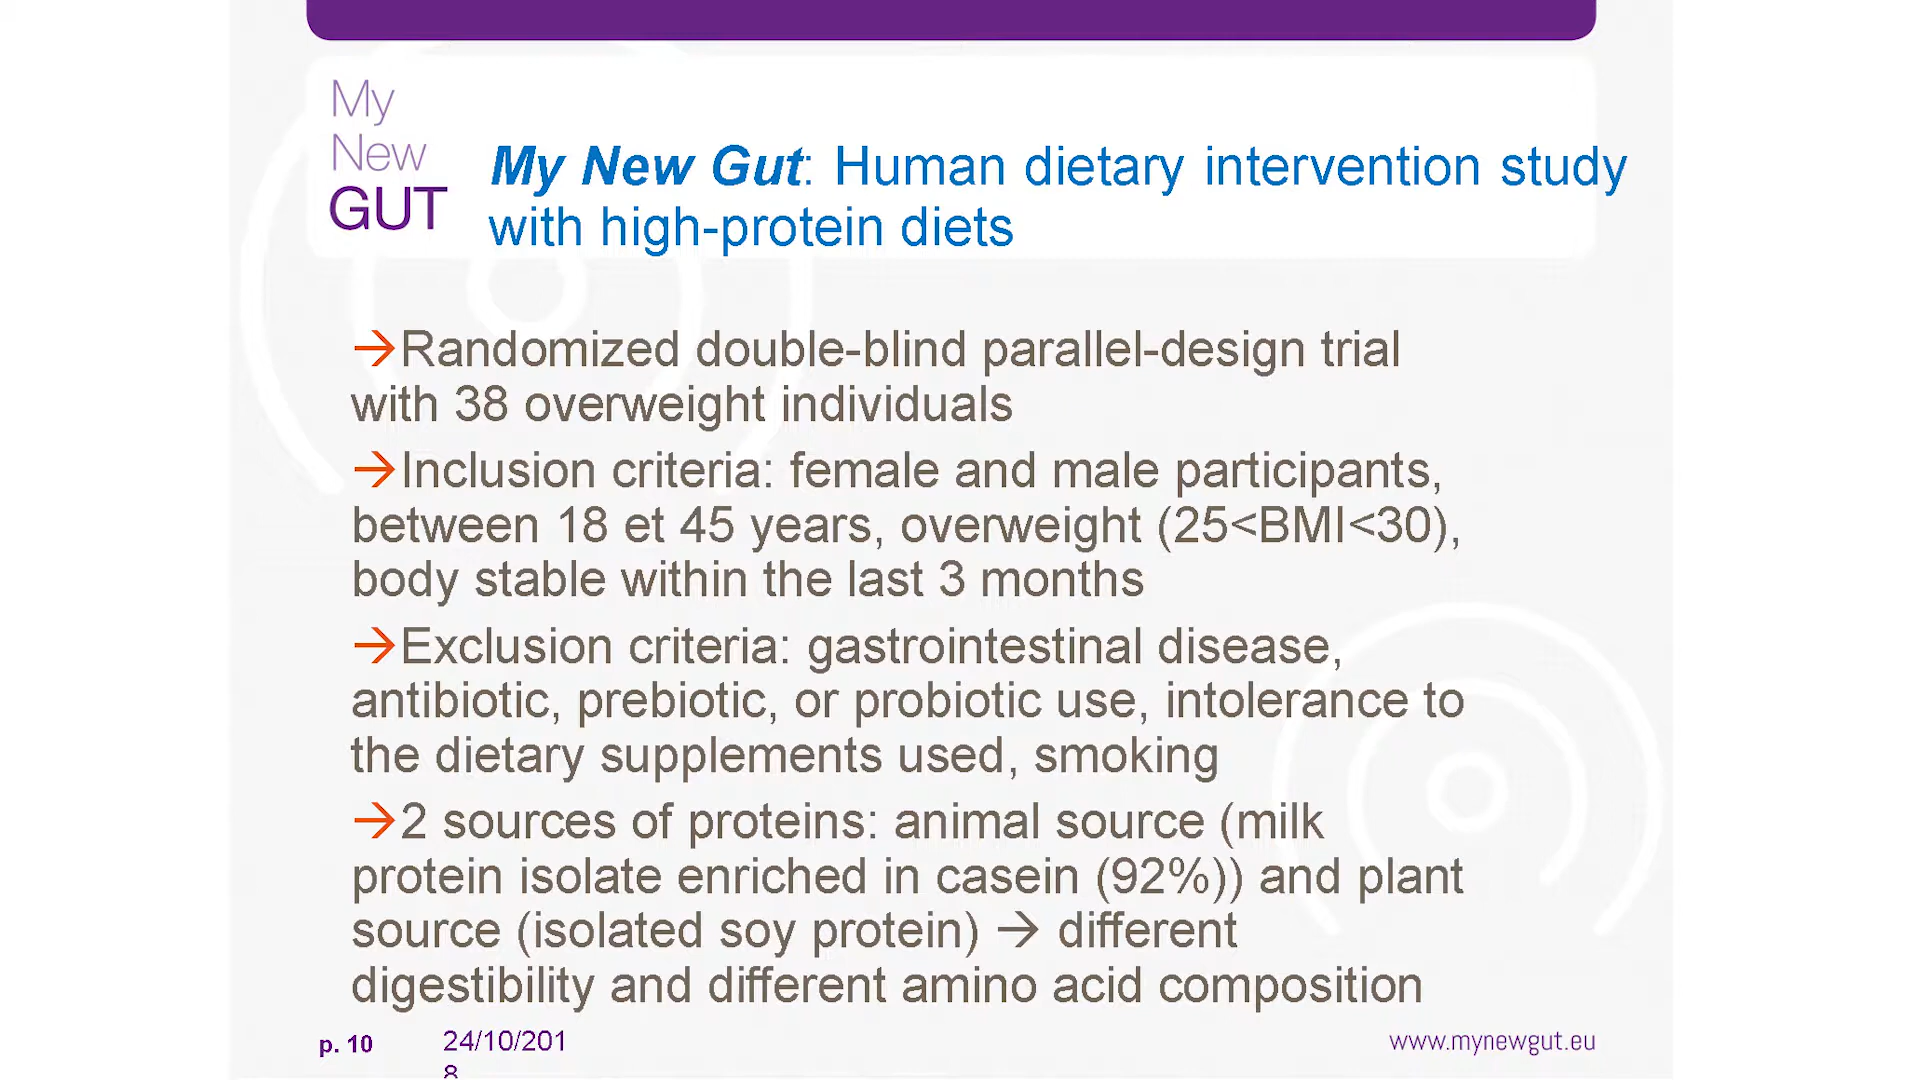 My
New
GUT
My New Gut: Human dietary intervention study
with high-protein diets
→Randomized double-blind parallel-design trial
with 38 overweight individuals
→Inclusion criteria: female and male participants,
between 18 et 45 years, overweight (25<BMI<30),
body stable within the last 3 months
→Exclusion criteria: gastrointestinal disease,
antibiotic, prebiotic, or probiotic use, intolerance to
the dietary supplements used, smoking
→2 sources of proteins: animal source (milk
protein isolate enriched in casein (92%)) and plant
source (isolated soy protein) → different
digestibility and different amino acid composition
p. 10
24/10/201
8
www.mynewgut.eu